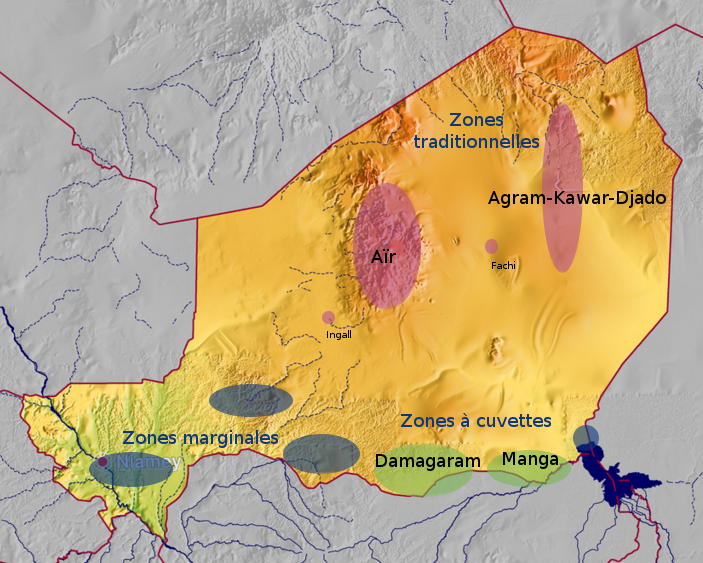 Zones
traditionnelles
Agram-Kawar-Djado
Aïr
Fachi
Ingall
Zones à cuvettes
Zones marginales
Damagaram
Manga
Niamey